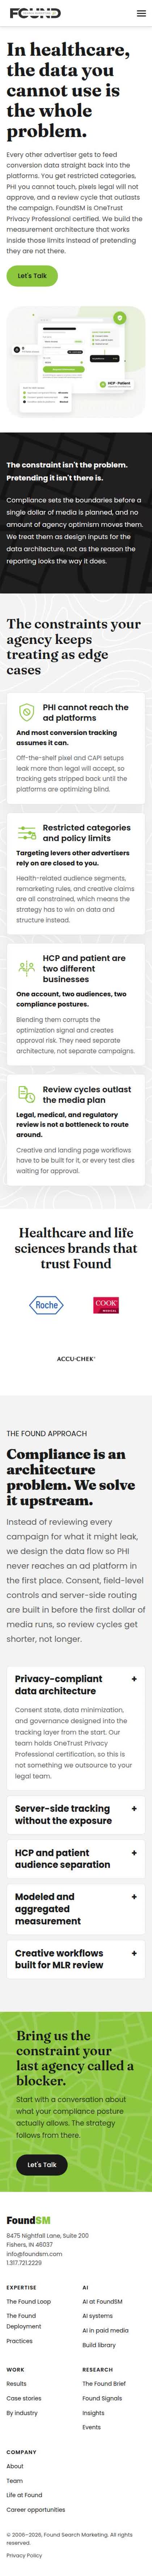 FOUND
In healthcare,
the data you
cannot use is
the whole
problem.
Every other advertiser gets to feed
conversion data straight back into the
platforms. You get restricted categories,
PHI you cannot touch, pixels legal will not
approve, and a review cycle that outlasts
the campaign. FoundSM is OneTrust
Privacy Professional certified. We build the
measurement architecture that works
inside those limits instead of pretending
they are not there.
Let's Talk
HCP · Patient
The constraint isn't the problem.
Pretending it isn't there is.
Compliance sets the boundaries before a
single dollar of media is planned, and no
amount of agency optimism moves them.
We treat them as design inputs for the
data architecture, not as the reason the
reporting looks the way it does.
The constraints your
agency keeps
treating as edge
cases
PHI cannot reach the
ad platforms
And most conversion tracking
assumes it can.
Off-the-shelf pixel and CAPI setups
leak more than legal will accept, so
tracking gets stripped back until the
platforms are optimizing blind.
Restricted categories
and policy limits
Targeting levers other advertisers
rely on are closed to you.
Health-related audience segments,
remarketing rules, and creative claims
are all constrained, which means the
strategy has to win on data and
structure instead.
HCP and patient are
two different
businesses
One account, two audiences, two
compliance postures.
Blending them corrupts the
optimization signal and creates
approval risk. They need separate
architecture, not separate campaigns.
Review cycles outlast
the media plan
Legal, medical, and regulatory
review is not a bottleneck to route
around.
Creative and landing page workflows
have to be built for it, or every test dies
waiting for approval.
Healthcare and life
sciences brands that
trust Found
Roche
COOK
MEDICAL
ACCU-CHEK
THE FOUND APPROACH
Compliance is an
architecture
problem. We solve
it upstream.
Instead of reviewing every
campaign for what it might leak,
we design the data flow so PHI
never reaches an ad platform in
the first place. Consent, field-level
controls and server-side routing
are built in before the first dollar of
media runs, so review cycles get
shorter, not longer.
Privacy-compliant
data architecture
+
Consent state, data minimization,
and governance designed into the
tracking layer from the start. Our
team holds OneTrust Privacy
Professional certification, so this is
not something we outsource to your
legal team.
Server-side tracking
without the exposure
+
HCP and patient
audience separation
+
Modeled and
aggregated
measurement
+
Creative workflows
built for MLR review
+
Bring us the
constraint your
last agency called a
blocker.
Start with a conversation about
what your compliance posture
actually allows. The strategy
follows from there.
Let's Talk
FoundSM
8475 Nightfall Lane, Suite 200
Fishers, IN 46037
info@foundsm.com
1.317.721.2229
EXPERTISE
The Found Loop
The Found
Deployment
Practices
AI
AI at FoundSM
AI systems
AI in paid media
Build library
WORK
Results
Case studies
By industry
RESEARCH
The Found Brief
Found Signals
Insights
Events
COMPANY
About
Team
Life at Found
Career opportunities
© 2006–2026, Found Search Marketing. All rights
reserved.
Privacy Policy